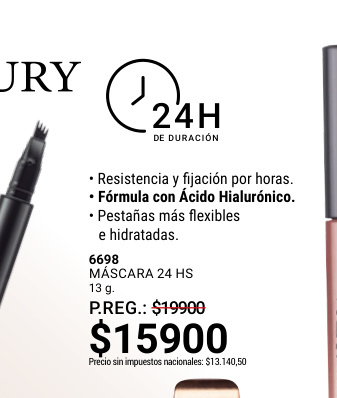 URY
24H
DE DURACIÓN
• Resistencia y fijación por horas.
• Fórmula con Ácido Hialurónico.
• Pestañas más flexibles
e hidratadas.
6698
MÁSCARA 24 HS
13 g.
P.REG.: $19900
$15900
Precio sin impuestos nacionales: $13.140,50